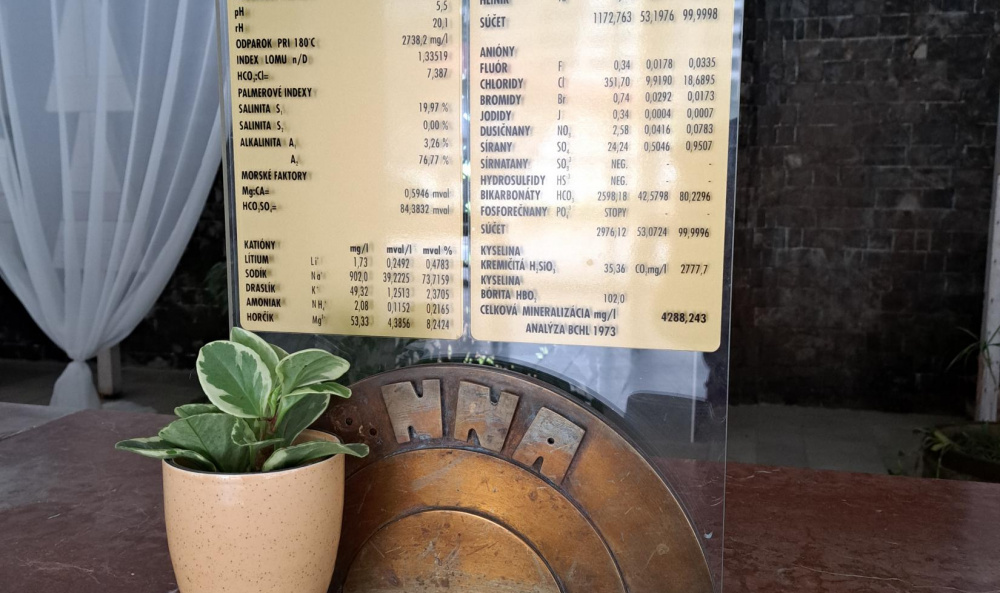 pH 5,5
rH 20,1
ODPAROK PRI 180°C 2738,2 mg/l
INDEX LOMU n/D 1,33519
HCO₃:Cl= 7,387
PALMEROVÉ INDEXY
SALINITA S₁ 19,97 %
SALINITA S₂ 0,00 %
ALKALINITA A₁ 3,26 %
A₂ 76,77 %
MORSKÉ FAKTORY
Mg:CA= 0,5946 mval
HCO₃SO₄= 84,3832 mval
KATIÓNY mg/l mval/l mval %
LÍTIUM Li⁺ 1,73 0,2492 0,4783
SODÍK Na⁺ 902,0 39,2225 73,7159
DRASLÍK K⁺ 49,32 1,2513 2,3705
AMONIAK NH₄⁺ 2,08 0,1152 0,2165
HORČÍK Mg²⁺ 53,33 4,3856 8,2424
HLINÍK
SÚČET 1172,763 53,1976 99,9998
ANIÓNY
FLUÓR F⁻ 0,34 0,0178 0,0335
CHLORIDY Cl⁻ 351,70 9,9190 18,6895
BROMIDY Br⁻ 0,74 0,0292 0,0173
JODIDY J⁻ 0,34 0,0004 0,0007
DUSIČNANY NO₃⁻ 2,58 0,0416 0,0783
SÍRANY SO₄²⁻ 24,24 0,5046 0,9507
SÍRNATANY SO₃²⁻ NEG. - -
HYDROSULFIDY HS⁻ NEG. - -
BIKARBONÁTY HCO₃⁻ 2598,18 42,5798 80,2296
FOSFOREČNANY PO₄³⁻ STOPY - -
SÚČET 2976,12 53,0724 99,9996
KYSELINA
KREMIČITÁ H₂SiO₃ 35,36 CO₂mg/l 2777,7
KYSELINA
BÓRITÁ HBO₂ 102,0
CELKOVÁ MINERALIZÁCIA mg/l 4288,243
ANALÝZA BCHL 1973